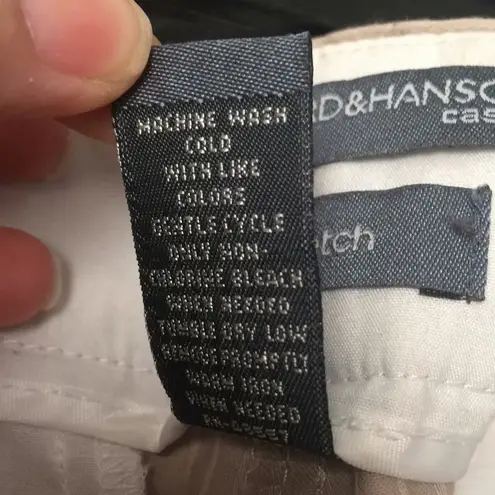 MACHINE WASH
COLD
WITH LIKE
COLORS
GENTLE CYCLE
ONLY NON-
CHLORINE BLEACH
WHEN NEEDED
TUMBLE DRY LOW
REMOVE PROMPTLY
WARM IRON
WHEN NEEDED
RD&HANSO
cas
tch